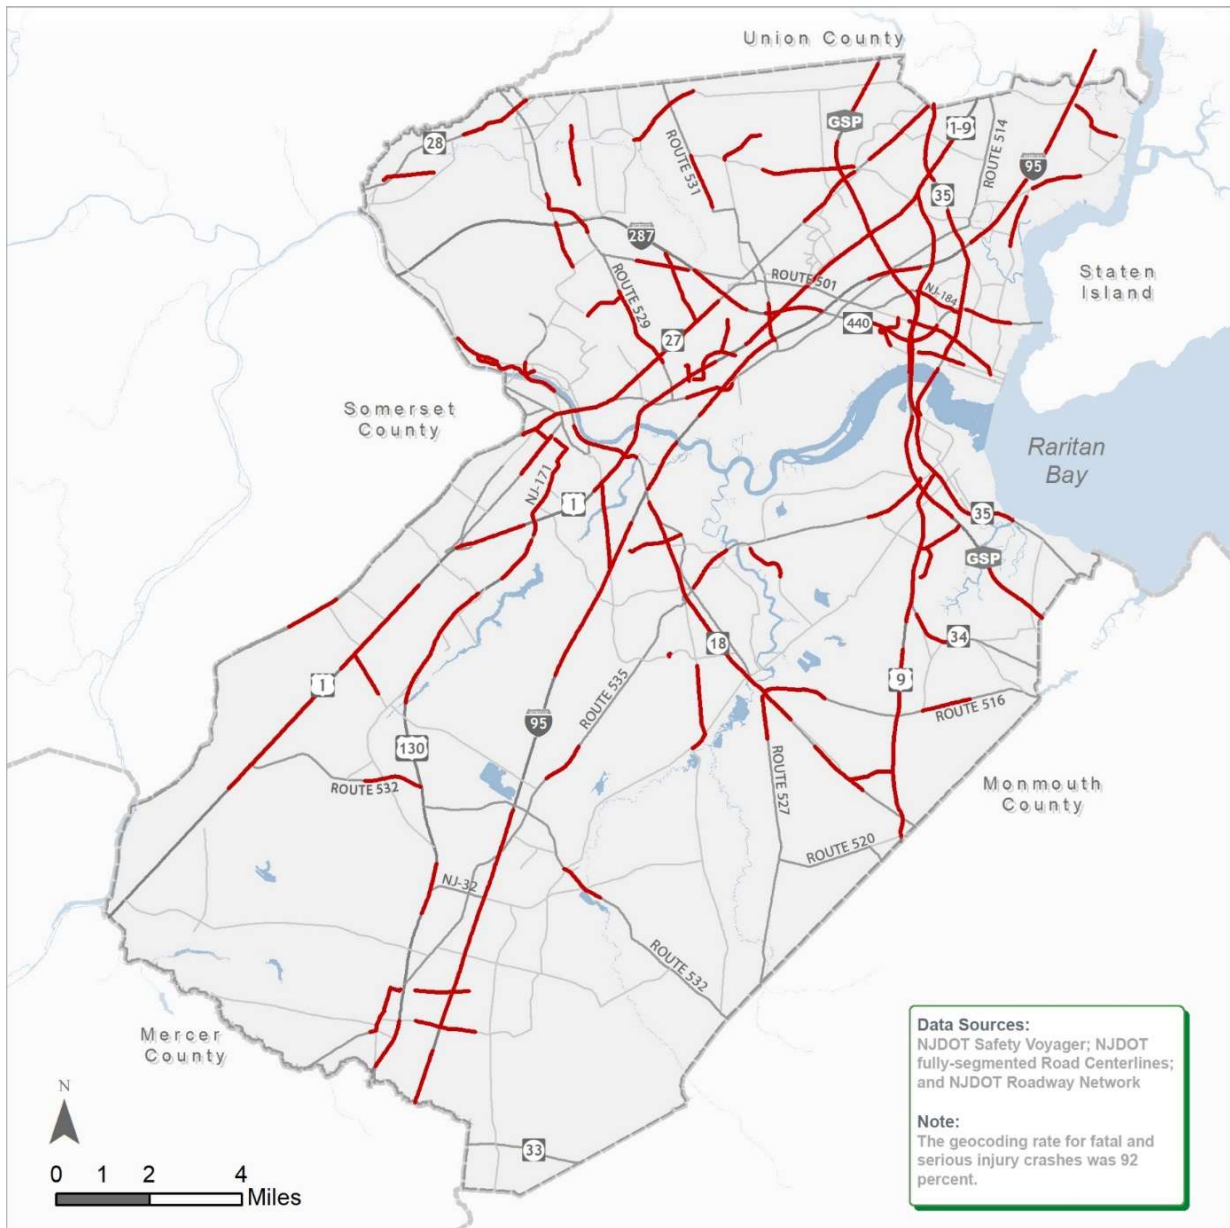 Union County
GSP
1-9
ROUTE 514
28
ROUTE 531
95
35
287
Staten
Island
ROUTE 501
NJ-184
ROUTE 529
440
27
Somerset
County
Raritan
Bay
NJ-171
1
35
GSP
34
18
1
9
ROUTE 535
ROUTE 516
95
130
ROUTE 532
ROUTE 527
Monmouth
County
ROUTE 520
NJ-32
ROUTE 532
Mercer
County
33
N
0 1 2 4
Miles
Data Sources:
NJDOT Safety Voyager; NJDOT
fully-segmented Road Centerlines;
and NJDOT Roadway Network
Note:
The geocoding rate for fatal and
serious injury crashes was 92
percent.